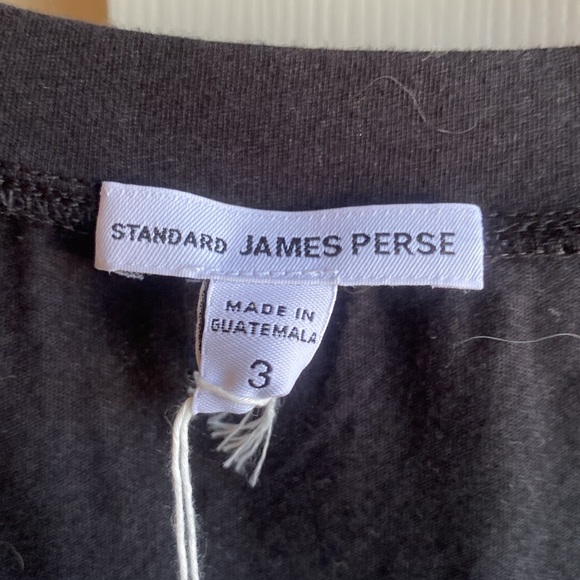 STANDARD JAMES PERSE
MADE IN
GUATEMALA
3